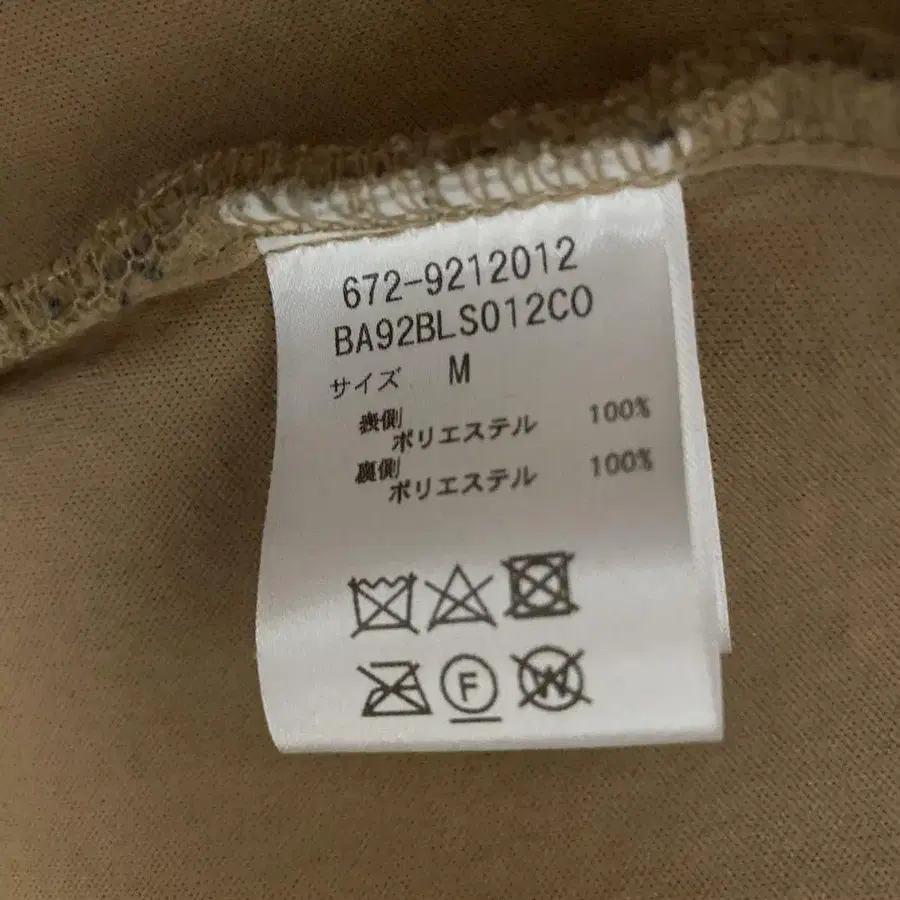 672-9212012
BA92BLS012CO
サイズ M
表側
ポリエステル 100%
裏側
ポリエステル 100%
F
W